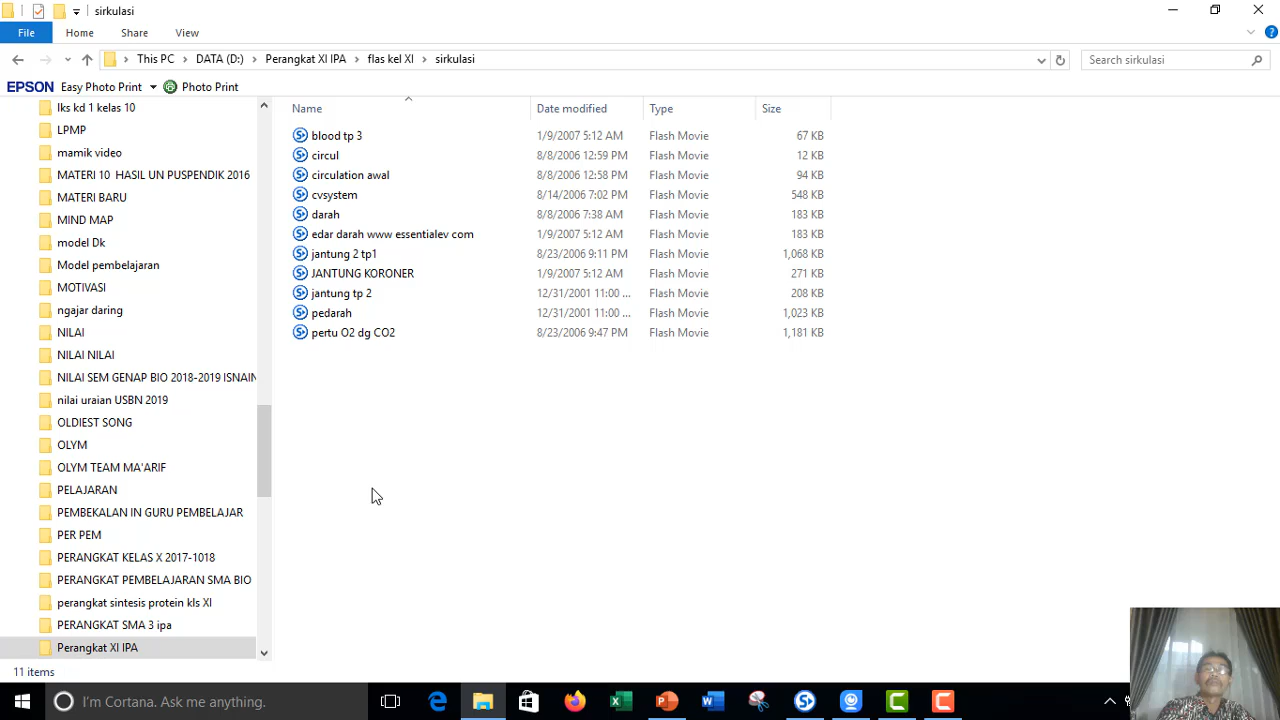 sirkulasi
File Home Share View
This PC DATA (D:) Perangkat XI IPA flas kel XI sirkulasi Search sirkulasi
EPSON Easy Photo Print Photo Print
lks kd 1 kelas 10
LPMP
mamik video
MATERI 10 HASIL UN PUSPENDIK 2016
MATERI BARU
MIND MAP
model Dk
Model pembelajaran
MOTIVASI
ngajar daring
NILAI
NILAI NILAI
NILAI SEM GENAP BIO 2018-2019 ISNAIN
nilai uraian USBN 2019
OLDIEST SONG
OLYM
OLYM TEAM MA'ARIF
PELAJARAN
PEMBEKALAN IN GURU PEMBELAJAR
PER PEM
PERANGKAT KELAS X 2017-1018
PERANGKAT PEMBELAJARAN SMA BIO
perangkat sintesis protein kls XI
PERANGKAT SMA 3 ipa
Perangkat XI IPA
Name Date modified Type Size
blood tp 3 1/9/2007 5:12 AM Flash Movie 67 KB
circul 8/8/2006 12:59 PM Flash Movie 12 KB
circulation awal 8/8/2006 12:58 PM Flash Movie 94 KB
cvsystem 8/14/2006 7:02 PM Flash Movie 548 KB
darah 8/8/2006 7:38 AM Flash Movie 183 KB
edar darah www essentialev com 1/9/2007 5:12 AM Flash Movie 183 KB
jantung 2 tp1 8/23/2006 9:11 PM Flash Movie 1,068 KB
JANTUNG KORONER 1/9/2007 5:12 AM Flash Movie 271 KB
jantung tp 2 12/31/2001 11:00 ... Flash Movie 208 KB
pedarah 12/31/2001 11:00 ... Flash Movie 1,023 KB
pertu O2 dg CO2 8/23/2006 9:47 PM Flash Movie 1,181 KB
11 items
I'm Cortana. Ask me anything.